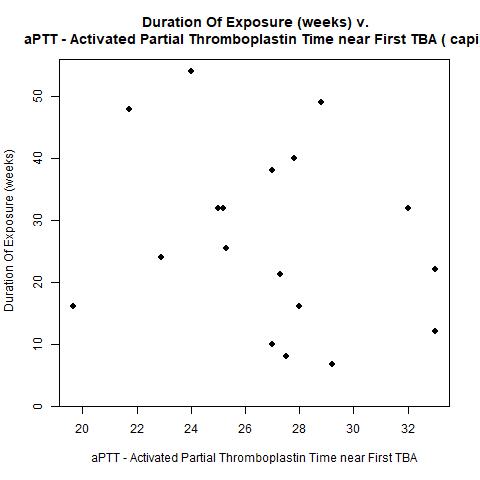 Duration Of Exposure (weeks) v.
aPTT - Activated Partial Thromboplastin Time near First TBA ( capi
Duration Of Exposure (weeks)
50
40
30
20
10
0
20 22 24 26 28 30 32
aPTT - Activated Partial Thromboplastin Time near First TBA